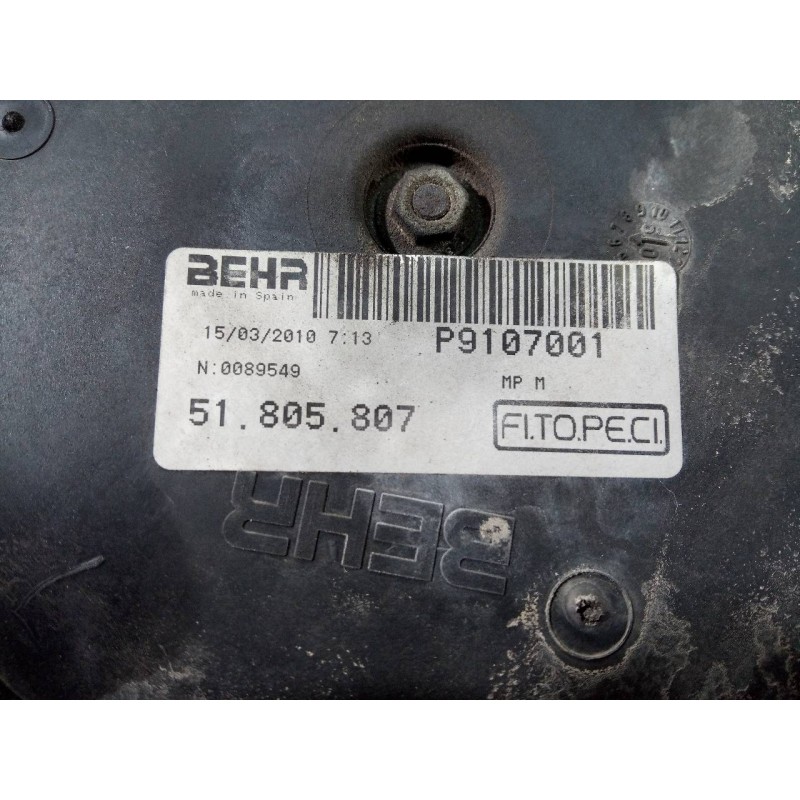 BEHR
made in Spain
15/03/2010 7:13
P9107001
N:0089549
MP M
51.805.807
FI.TO.PE.CI.
BEHR